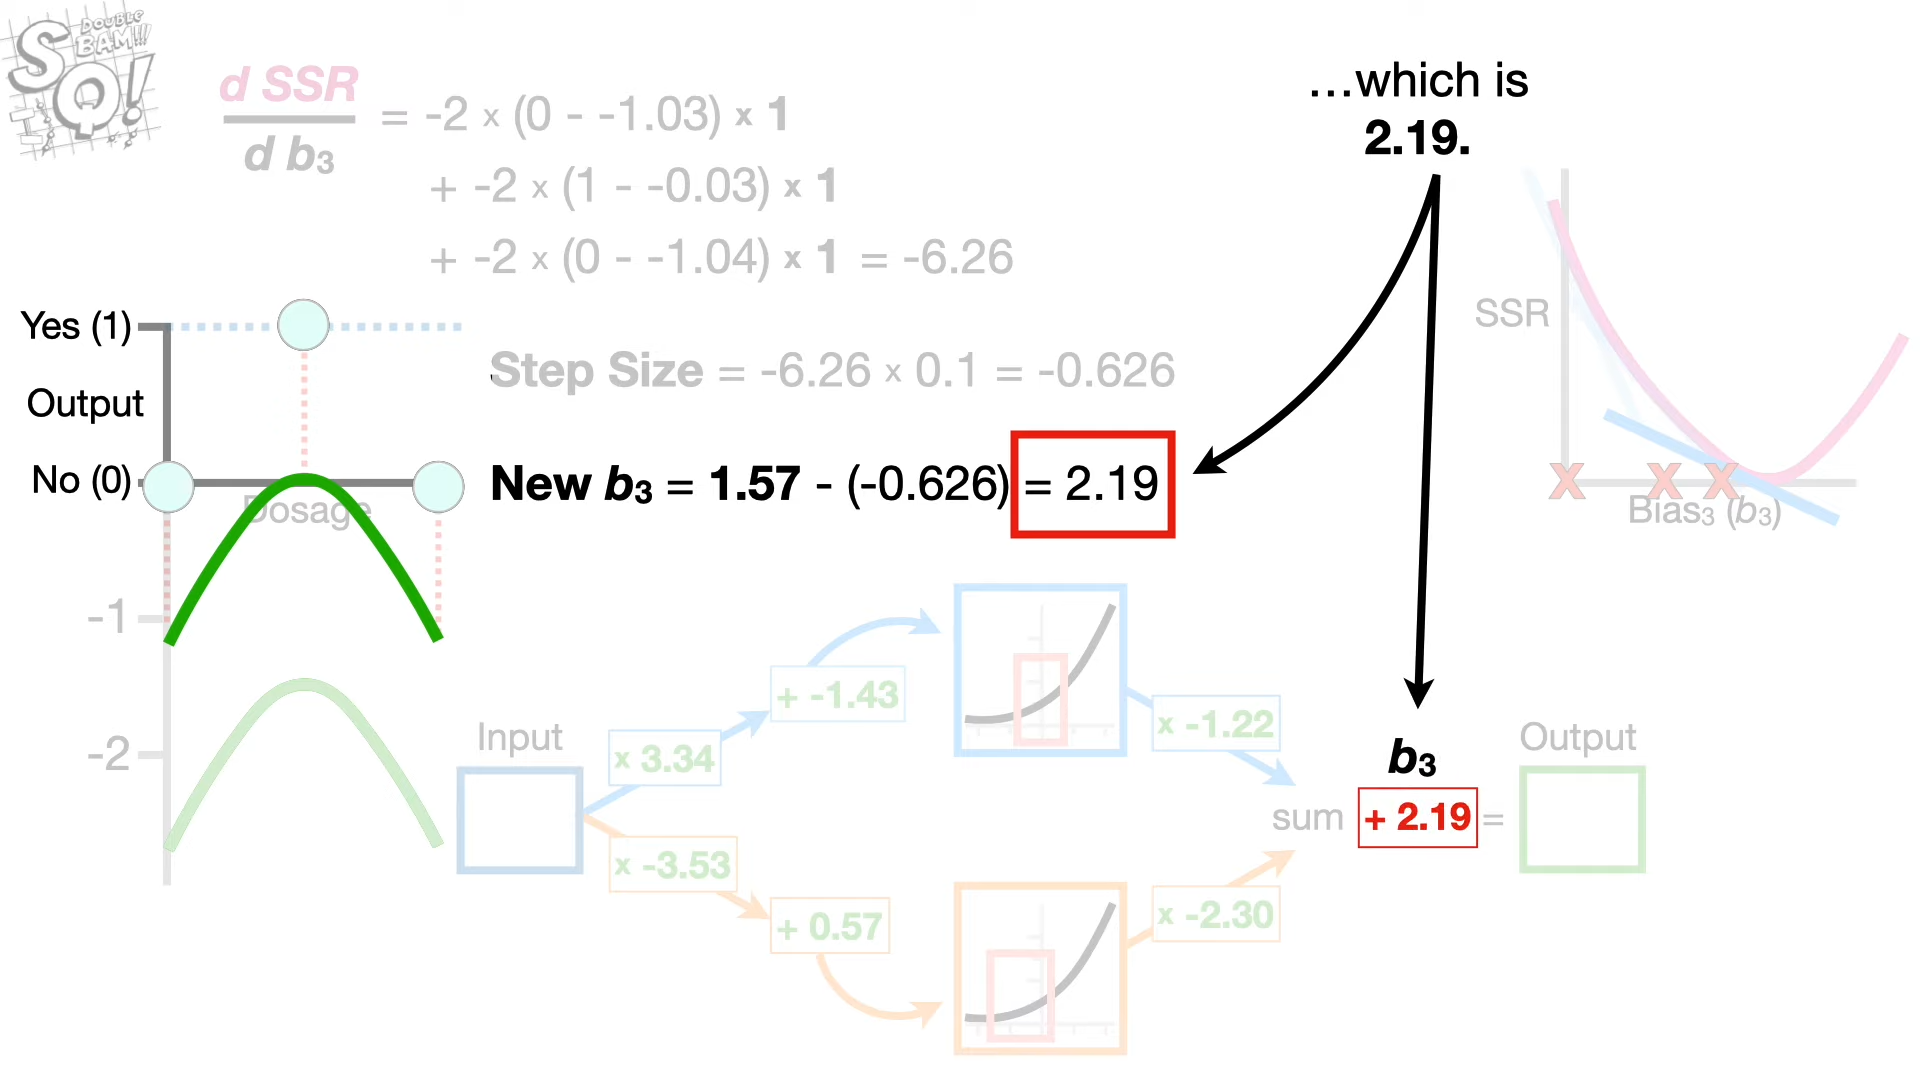 DOUBLE
BAM!!!
SQ!
d SSR
d b₃
= -2 x (0 - -1.03) x 1
+ -2 x (1 - -0.03) x 1
+ -2 x (0 - -1.04) x 1 = -6.26
…which is
2.19.
Yes (1)
Output
No (0)
Dosage
-1
-2
Step Size = -6.26 x 0.1 = -0.626
New b₃ = 1.57 - (-0.626) = 2.19
SSR
X X X
Bias₃ (b₃)
Input
x 3.34
+ -1.43
x -1.22
x -3.53
+ 0.57
x -2.30
b₃
sum + 2.19 =
Output